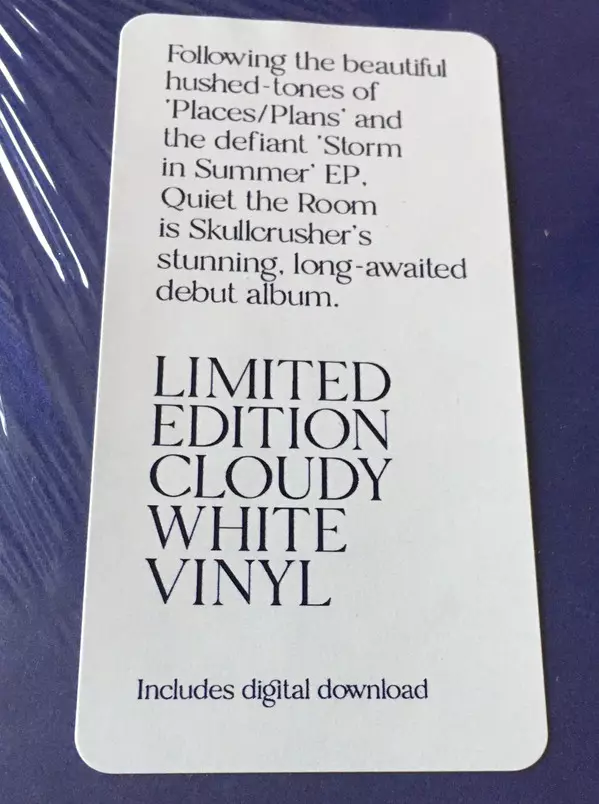 Following the beautiful
hushed-tones of
'Places/Plans' and
the defiant 'Storm
in Summer' EP,
Quiet the Room
is Skullcrusher's
stunning, long-awaited
debut album.
LIMITED
EDITION
CLOUDY
WHITE
VINYL
Includes digital download